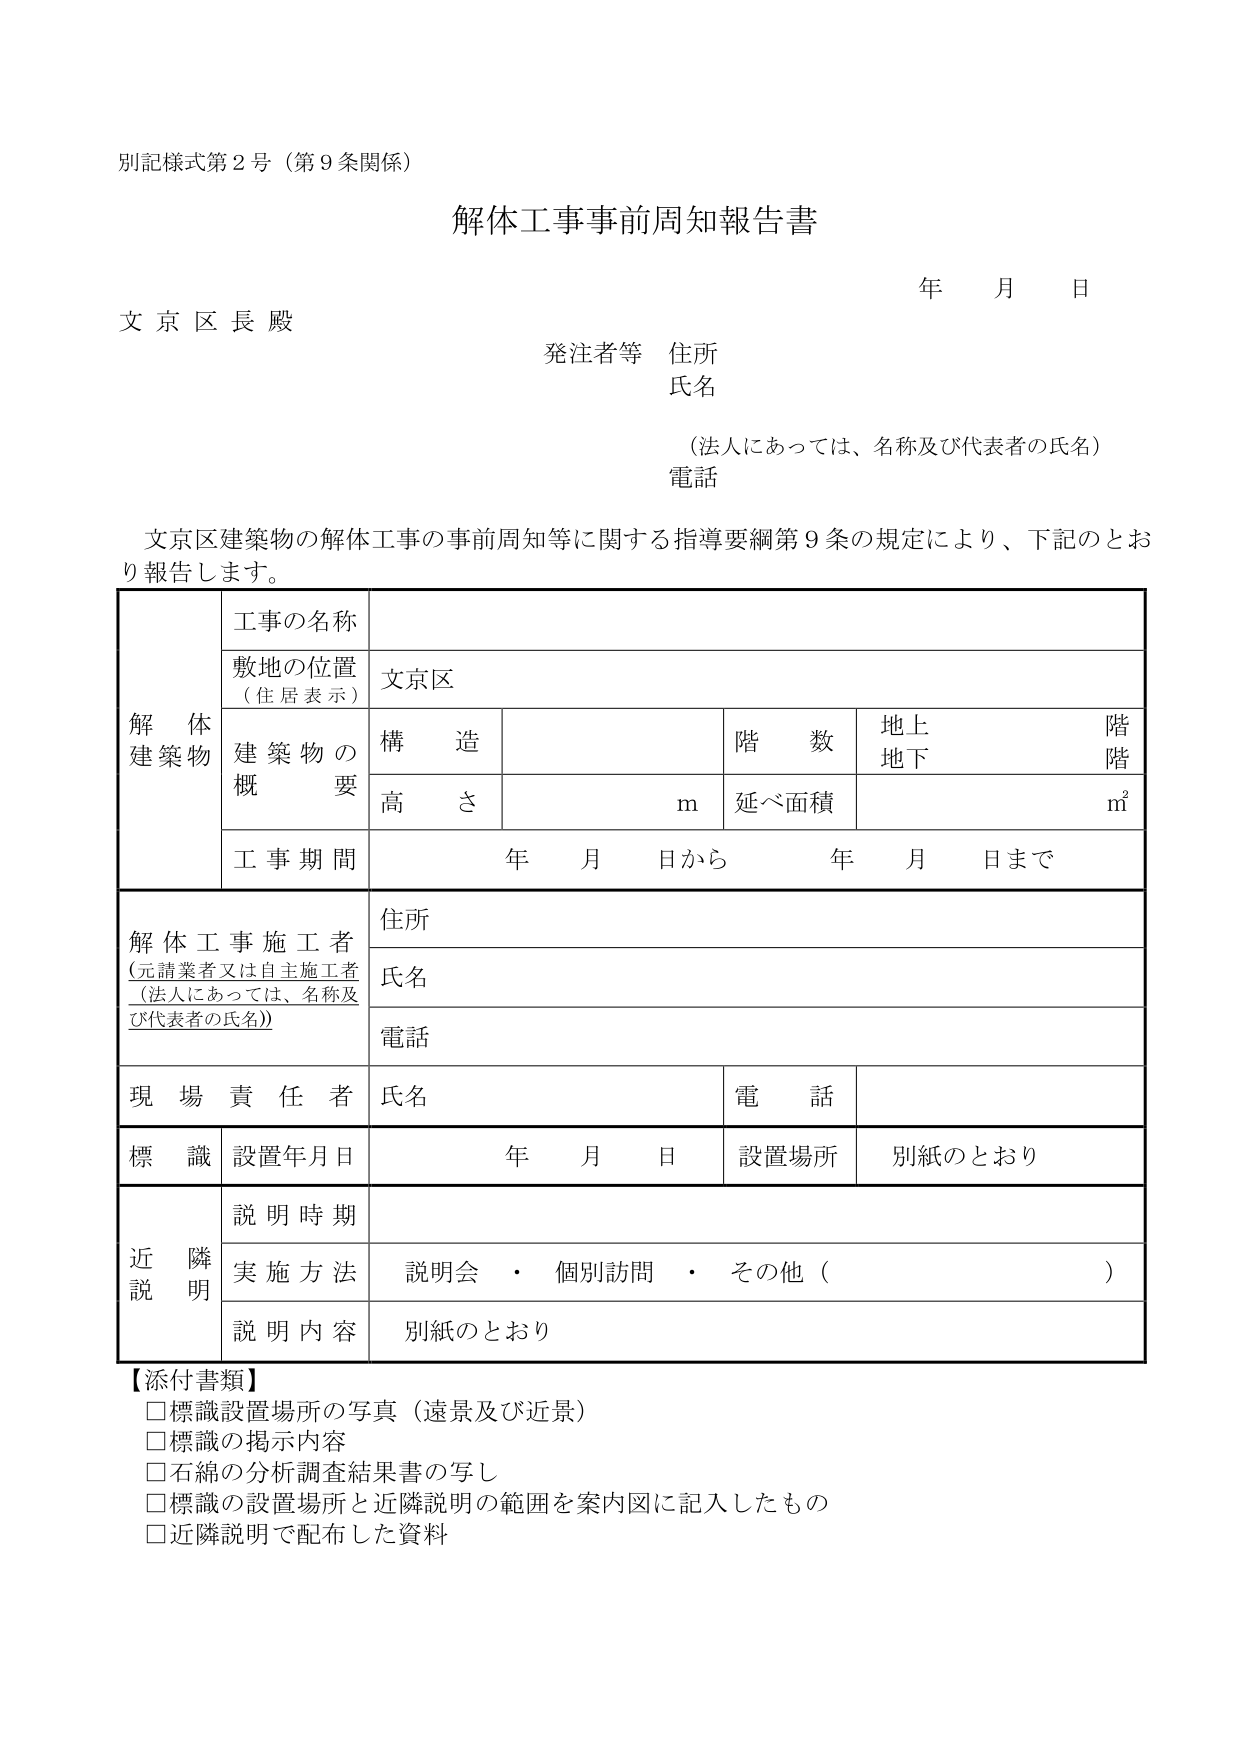 別記様式第２号（第９条関係）
解体工事事前周知報告書
年　　月　　日
文 京 区 長 殿
発注者等　住所
氏名
（法人にあっては、名称及び代表者の氏名）
電話
文京区建築物の解体工事の事前周知等に関する指導要綱第９条の規定により、下記のとお
り報告します。
解　体
建築物
工事の名称
敷地の位置
（住居表示）
文京区
建築物の
概　　要
構　　造
階　　数
地上　　　　　　　階
地下　　　　　　　階
高　　さ
ｍ
延べ面積
㎡
工事期間
年　　月　　日から　　　　年　　月　　日まで
解体工事施工者
(元請業者又は自主施工者
（法人にあっては、名称及
び代表者の氏名))
住所
氏名
電話
現場責任者
氏名
電　　話
標　識
設置年月日
年　　月　　日
設置場所
別紙のとおり
近　隣
説　明
説明時期
実施方法
説明会　・　個別訪問　・　その他（　　　　　　　　　　　）
説明内容
別紙のとおり
【添付書類】
□標識設置場所の写真（遠景及び近景）
□標識の掲示内容
□石綿の分析調査結果書の写し
□標識の設置場所と近隣説明の範囲を案内図に記入したもの
□近隣説明で配布した資料